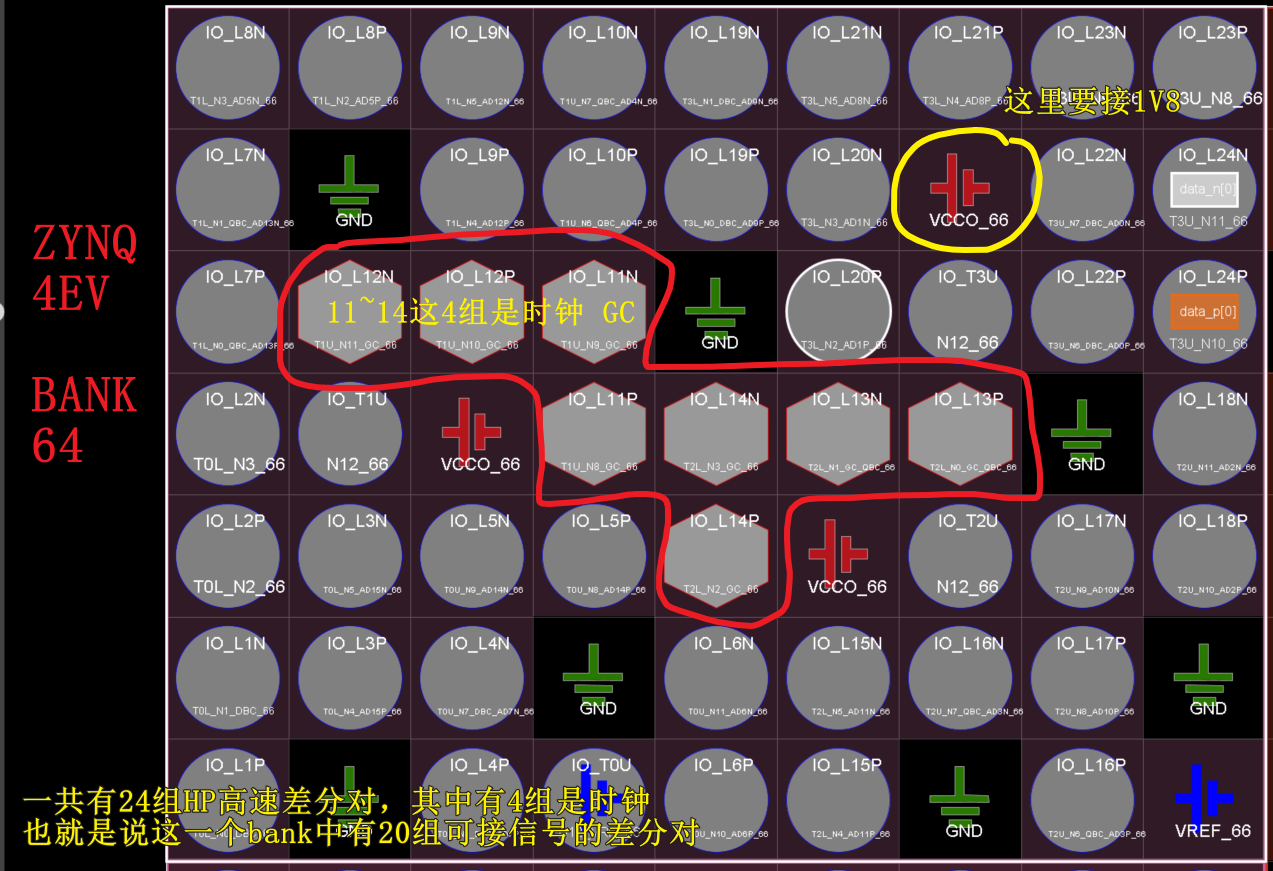 IO_L8N IO_L8P IO_L9N IO_L10N IO_L19N IO_L21N IO_L21P IO_L23N IO_L23P
T1L_N3_AD5N_66 T1L_N2_AD5P_66 T1L_N5_AD12N_66 T1U_N7_QBC_AD4N_66 T3L_N1_DBC_AD9N_66 T3L_N5_AD8N_66 T3L_N4_AD8P_66
这里要接1V8
IO_L7N IO_L9P IO_L10P IO_L19P IO_L20N IO_L22N IO_L24N
data_n[0]
T1L_N1_QBC_AD13N_66 GND T1L_N4_AD12P_66 T1U_N6_QBC_AD4P_66 T3L_N0_DBC_AD9P_66 T3L_N3_AD1N_66 VCCO_66 T3U_N7_DBC_AD0N_66 T3U_N11_66
ZYNQ
4EV
IO_L7P IO_L12N IO_L12P IO_L11N IO_L20P IO_T3U IO_L22P IO_L24P
11~14这4组是时钟 GC
data_p[0]
T1L_N0_QBC_AD13P_66 T1U_N11_GC_66 T1U_N10_GC_66 T1U_N9_GC_66 GND T3L_N2_AD1P_66 N12_66 T3U_N6_DBC_AD0P_66 T3U_N10_66
BANK
64
IO_L2N IO_T1U IO_L11P IO_L14N IO_L13N IO_L13P IO_L18N
T0L_N3_66 N12_66 VCCO_66 T1U_N8_GC_66 T2L_N3_GC_66 T2L_N1_GC_QBC_66 T2L_N0_GC_QBC_66 GND T2U_N11_AD2N_66
IO_L2P IO_L3N IO_L5N IO_L5P IO_L14P IO_T2U IO_L17N IO_L18P
T0L_N2_66 T0L_N5_AD15N_66 T0U_N9_AD14N_66 T0U_N8_AD14P_66 T2L_N2_GC_66 VCCO_66 N12_66 T2U_N9_AD10N_66 T2U_N10_AD2P_66
IO_L1N IO_L3P IO_L4N IO_L6N IO_L15N IO_L16N IO_L17P
T0L_N1_DBC_66 T0L_N4_AD15P_66 T0U_N7_DBC_AD7N_66 GND T0U_N11_AD6N_66 T2L_N5_AD11N_66 T2U_N7_QBC_AD3N_66 T2U_N8_AD10P_66 GND
IO_L1P IO_L4P IO_T0U IO_L6P IO_L15P IO_L16P
一共有24组HP高速差分对，其中有4组是时钟
也就是说这一个bank中有20组可接信号的差分对
GND T2L_N4_AD11P_66 GND T2U_N6_QBC_AD3P_66 VREF_66